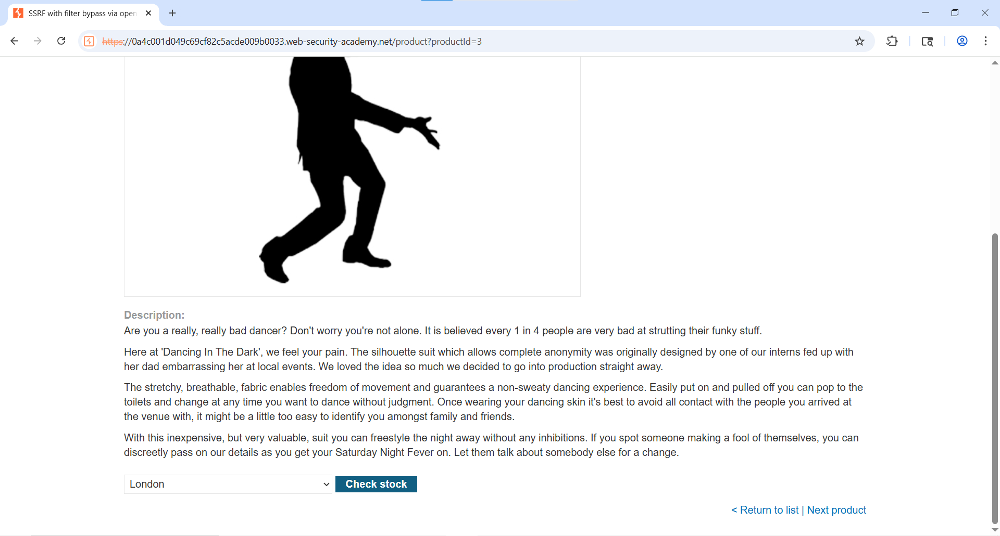 SSRF with filter bypass via open
https://0a4c001d049c69cf82c5acde009b0033.web-security-academy.net/product?productId=3
Description:
Are you a really, really bad dancer? Don't worry you're not alone. It is believed every 1 in 4 people are very bad at strutting their funky stuff.
Here at 'Dancing In The Dark', we feel your pain. The silhouette suit which allows complete anonymity was originally designed by one of our interns fed up with
her dad embarrassing her at local events. We loved the idea so much we decided to go into production straight away.
The stretchy, breathable, fabric enables freedom of movement and guarantees a non-sweaty dancing experience. Easily put on and pulled off you can pop to the
toilets and change at any time you want to dance without judgment. Once wearing your dancing skin it's best to avoid all contact with the people you arrived at
the venue with, it might be a little too easy to identify you amongst family and friends.
With this inexpensive, but very valuable, suit you can freestyle the night away without any inhibitions. If you spot someone making a fool of themselves, you can
discreetly pass on our details as you get your Saturday Night Fever on. Let them talk about somebody else for a change.
London
Check stock
< Return to list | Next product